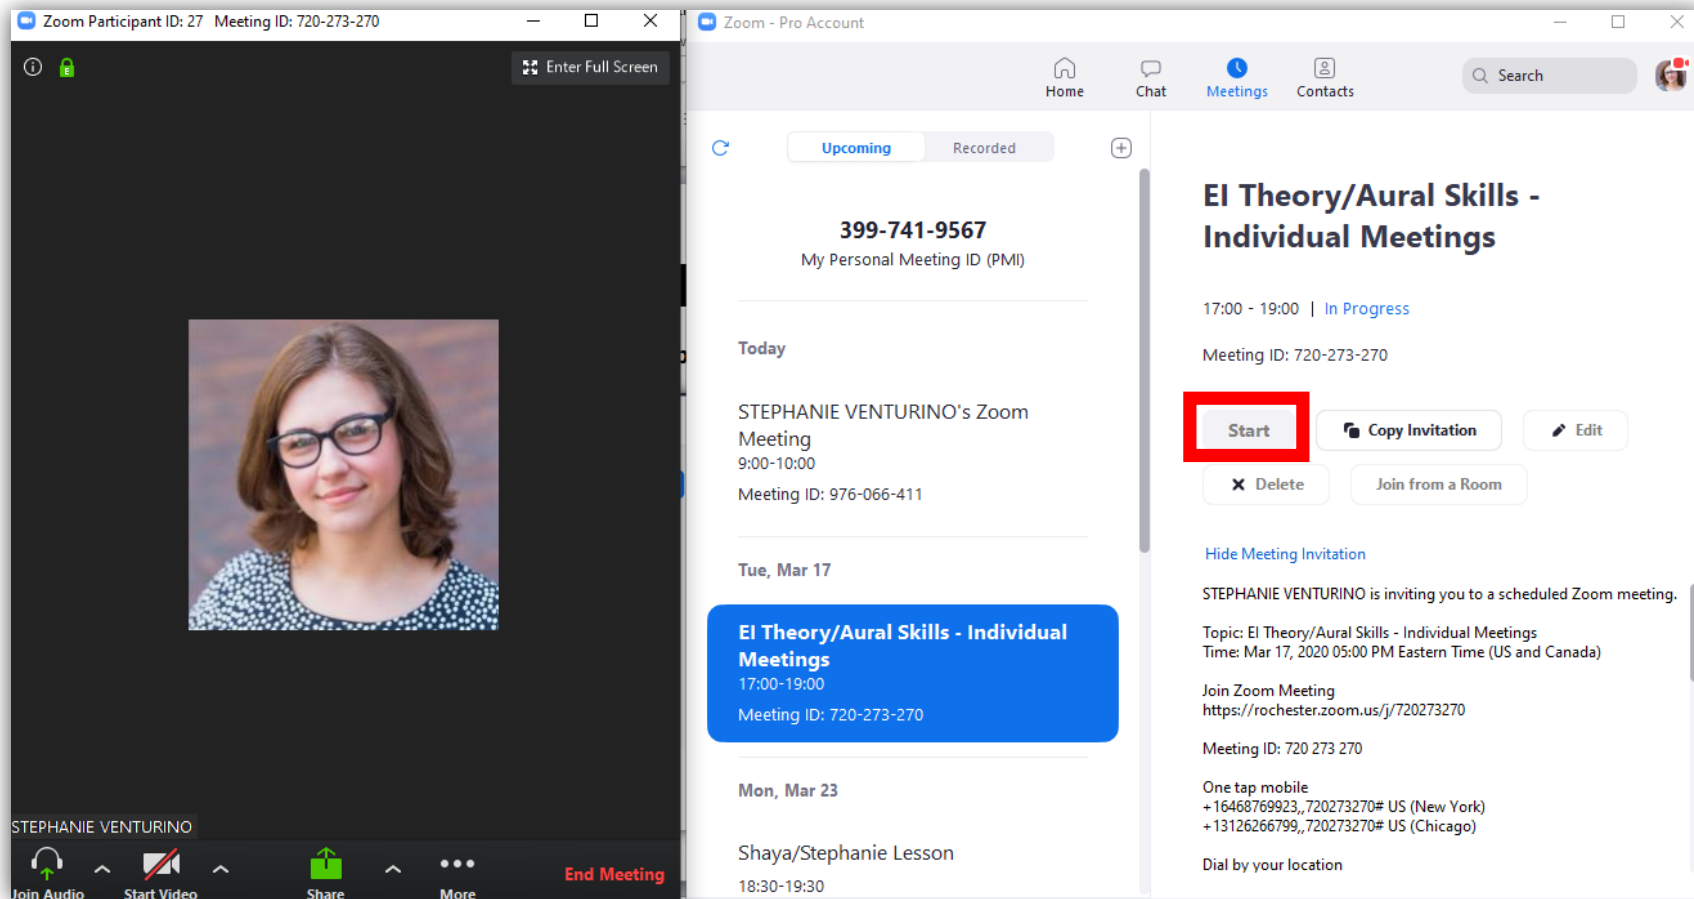 Zoom Participant ID: 27 Meeting ID: 720-273-270
Enter Full Screen
STEPHANIE VENTURINO
Join Audio
Start Video
Share
More
End Meeting
Zoom - Pro Account
Home
Chat
Meetings
Contacts
Search
Upcoming
Recorded
399-741-9567
My Personal Meeting ID (PMI)
Today
STEPHANIE VENTURINO's Zoom
Meeting
9:00-10:00
Meeting ID: 976-066-411
Tue, Mar 17
EI Theory/Aural Skills - Individual
Meetings
17:00-19:00
Meeting ID: 720-273-270
Mon, Mar 23
Shaya/Stephanie Lesson
18:30-19:30
EI Theory/Aural Skills -
Individual Meetings
17:00 - 19:00 | In Progress
Meeting ID: 720-273-270
Start
Copy Invitation
Edit
Delete
Join from a Room
Hide Meeting Invitation
STEPHANIE VENTURINO is inviting you to a scheduled Zoom meeting.
Topic: EI Theory/Aural Skills - Individual Meetings
Time: Mar 17, 2020 05:00 PM Eastern Time (US and Canada)
Join Zoom Meeting
https://rochester.zoom.us/j/720273270
Meeting ID: 720 273 270
One tap mobile
+16468769923,,720273270# US (New York)
+13126266799,,720273270# US (Chicago)
Dial by your location